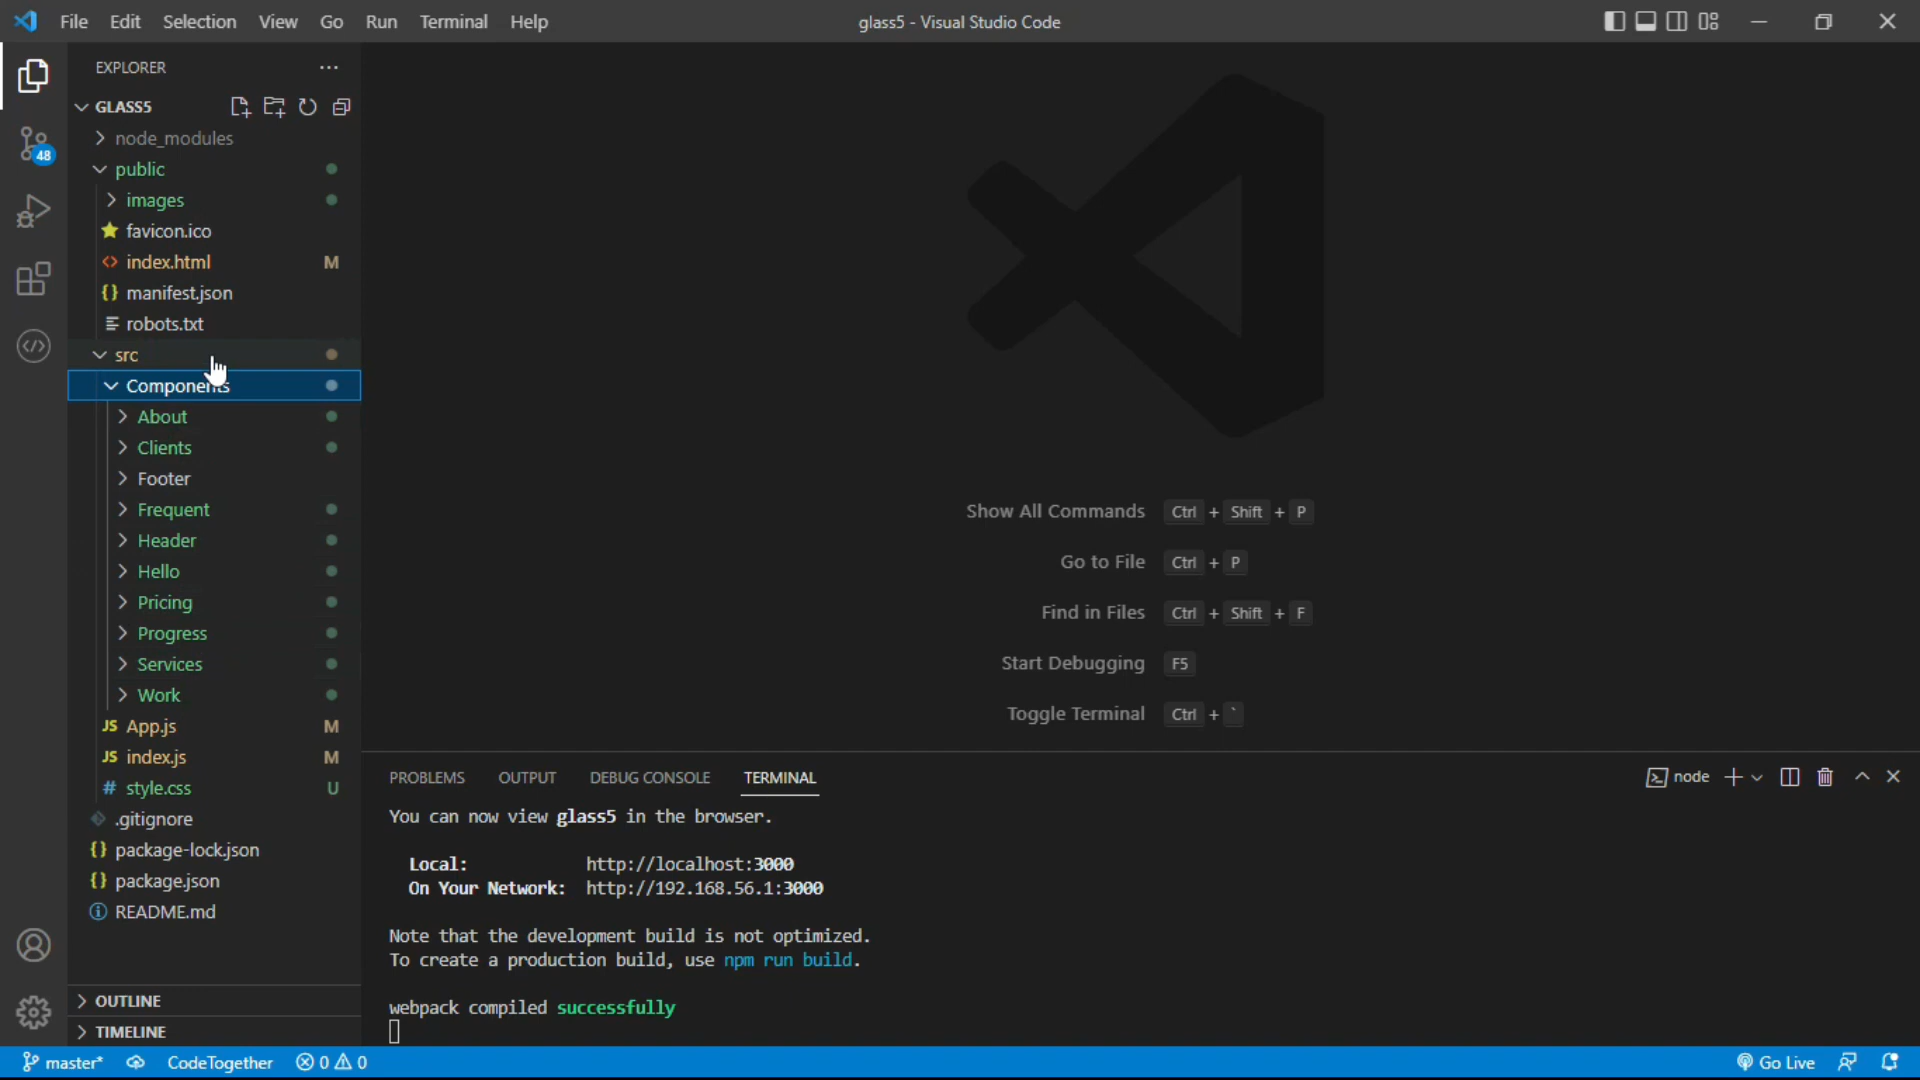 File Edit Selection View Go Run Terminal Help
glass5 - Visual Studio Code
EXPLORER
GLASS5
node_modules
public
images
favicon.ico
index.html M
manifest.json
robots.txt
src
Components
About
Clients
Footer
Frequent
Header
Hello
Pricing
Progress
Services
Work
JS App.js M
JS index.js M
# style.css U
.gitignore
{} package-lock.json
{} package.json
README.md
OUTLINE
TIMELINE
48
Show All Commands Ctrl + Shift + P
Go to File Ctrl + P
Find in Files Ctrl + Shift + F
Start Debugging F5
Toggle Terminal Ctrl + `
PROBLEMS OUTPUT DEBUG CONSOLE TERMINAL
node
You can now view glass5 in the browser.
Local: http://localhost:3000
On Your Network: http://192.168.56.1:3000
Note that the development build is not optimized.
To create a production build, use npm run build.
webpack compiled successfully
master* CodeTogether 0 0 Go Live